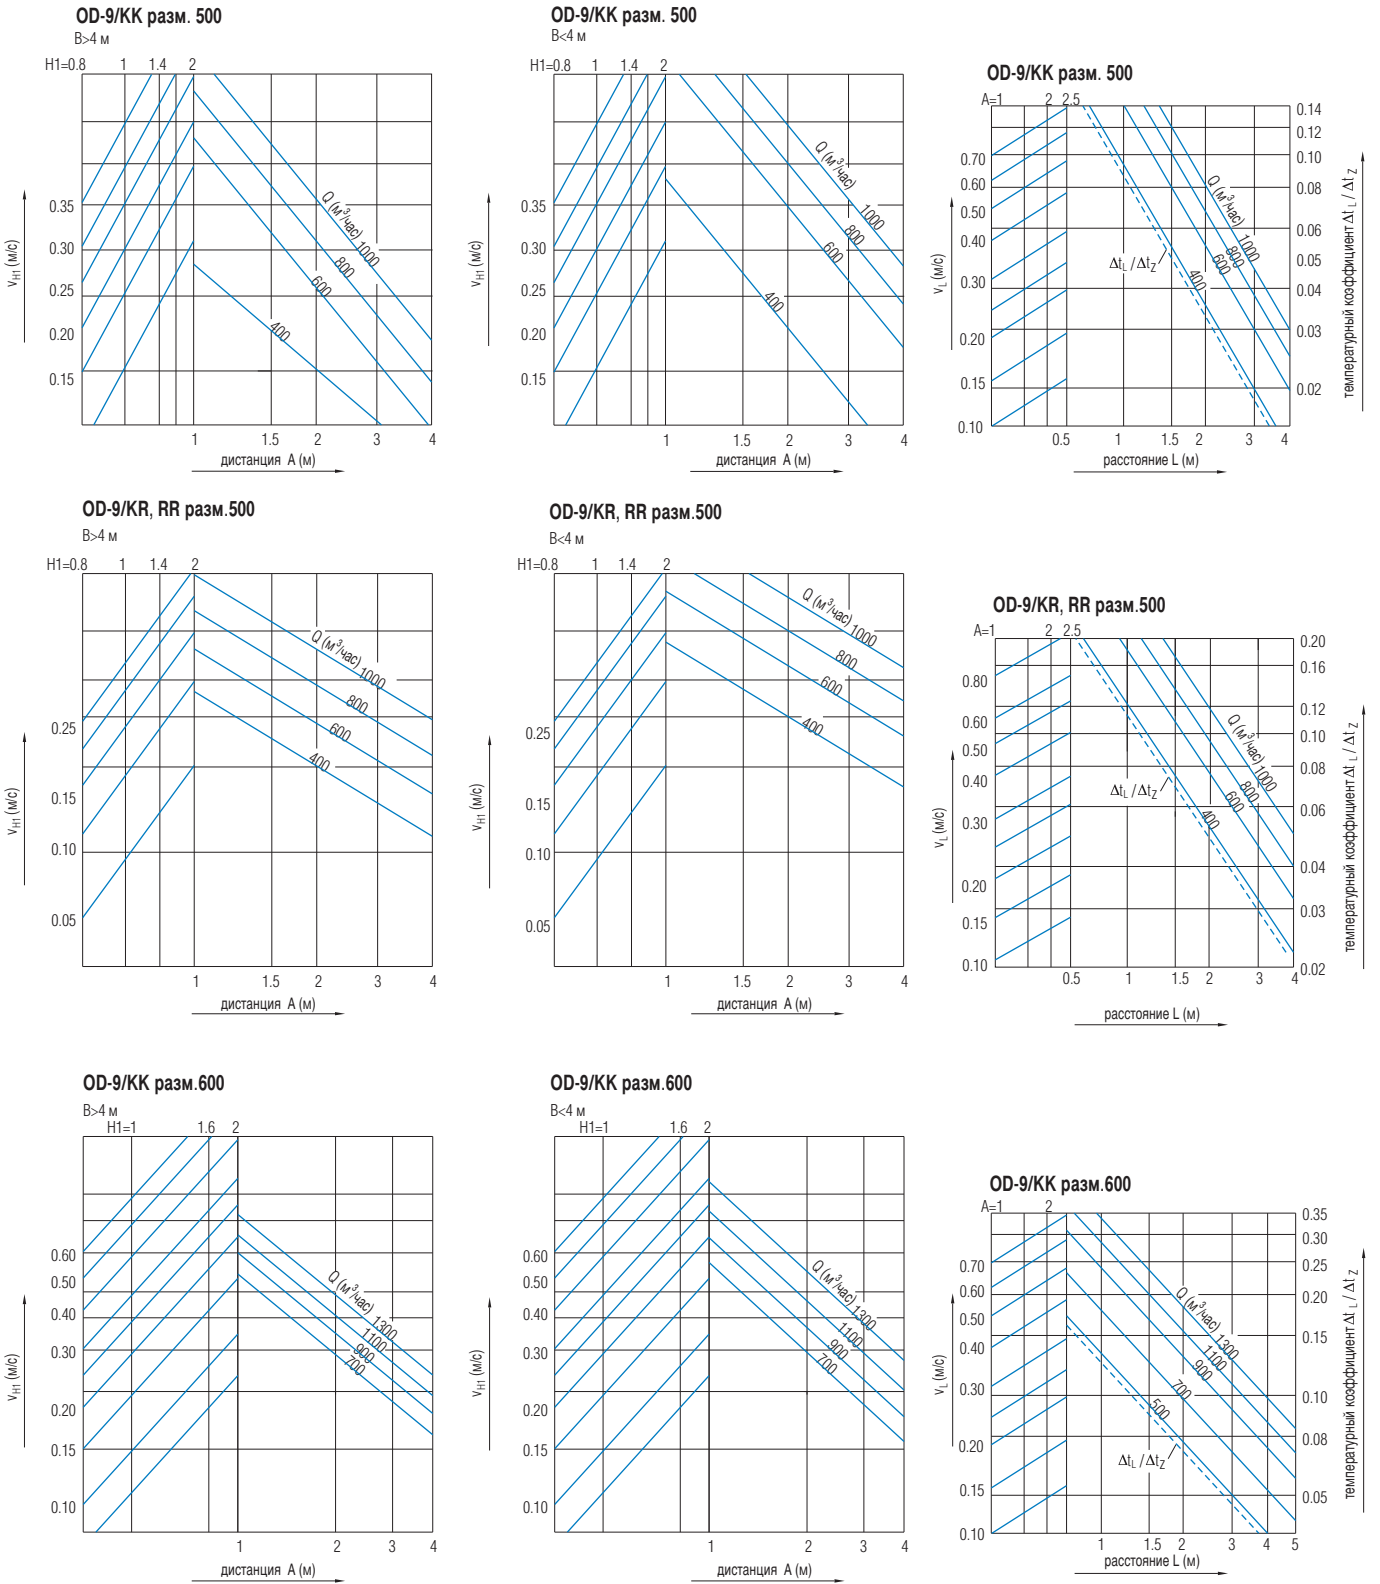 OD-9/KK разм. 500
B>4 м
H1=0.8 1 1.4 2
0.35
0.30
0.25
0.20
0.15
v H1 (м/с)
Q (м³/час) 1000
800
600
400
1 1.5 2 3 4
дистанция A (м)
OD-9/KK разм. 500
B<4 м
H1=0.8 1 1.4 2
0.35
0.30
0.25
0.20
0.15
v H1 (м/с)
Q (м³/час)
1000
800
600
400
1 1.5 2 3 4
дистанция A (м)
OD-9/KK разм. 500
A=1 2 2.5
0.70
0.60
0.50
0.40
0.30
0.20
0.15
0.10
v L (м/с)
Q (м³/час) 1000
800
600
400
Δt L / Δt Z
0.14
0.12
0.10
0.08
0.06
0.05
0.04
0.03
0.02
температурный коэффициент Δt L / Δt Z
0.5 1 1.5 2 3 4
расстояние L (м)
OD-9/KR, RR разм.500
B>4 м
H1=0.8 1 1.4 2
0.25
0.15
0.10
0.05
v H1 (м/с)
Q (м³/час) 1000
800
600
400
1 1.5 2 3 4
дистанция A (м)
OD-9/KR, RR разм.500
B<4 м
H1=0.8 1 1.4 2
0.25
0.15
0.10
0.05
v H1 (м/с)
Q (м³/час) 1000
800
600
400
1 1.5 2 3 4
дистанция A (м)
OD-9/KR, RR разм.500
A=1 2 2.5
0.80
0.60
0.50
0.40
0.30
0.20
0.15
0.10
v L (м/с)
Q (м³/час) 1000
800
600
400
Δt L / Δt Z
0.20
0.16
0.12
0.10
0.08
0.06
0.04
0.03
0.02
температурный коэффициент Δt L / Δt Z
0.5 1 1.5 2 3 4
расстояние L (м)
OD-9/KK разм.600
B>4 м
H1=1 1.6 2
0.60
0.50
0.40
0.30
0.20
0.15
0.10
v H1 (м/с)
Q (м³/час) 1300
1100
900
700
1 2 3 4
дистанция A (м)
OD-9/KK разм.600
B<4 м
H1=1 1.6 2
0.60
0.50
0.40
0.30
0.20
0.15
0.10
v H1 (м/с)
Q (м³/час) 1300
1100
900
700
1 2 3 4
дистанция A (м)
OD-9/KK разм.600
A=1 2
0.70
0.60
0.50
0.40
0.30
0.20
0.15
0.10
v L (м/с)
Q (м³/час) 1300
1100
900
700
500
Δt L / Δt Z
0.35
0.30
0.25
0.20
0.15
0.10
0.08
0.05
температурный коэффициент Δt L / Δt Z
1 1.5 2 3 4 5
расстояние L (м)